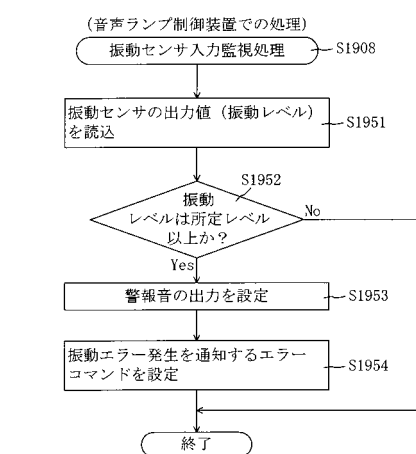 (音声ランプ制御装置での処理)
振動センサ入力監視処理
S1908
振動センサの出力値(振動レベル)
を読込
S1951
S1952
振動
レベルは所定レベル
以上か?
No
Yes
警報音の出力を設定
S1953
振動エラー発生を通知するエラー
コマンドを設定
S1954
終了